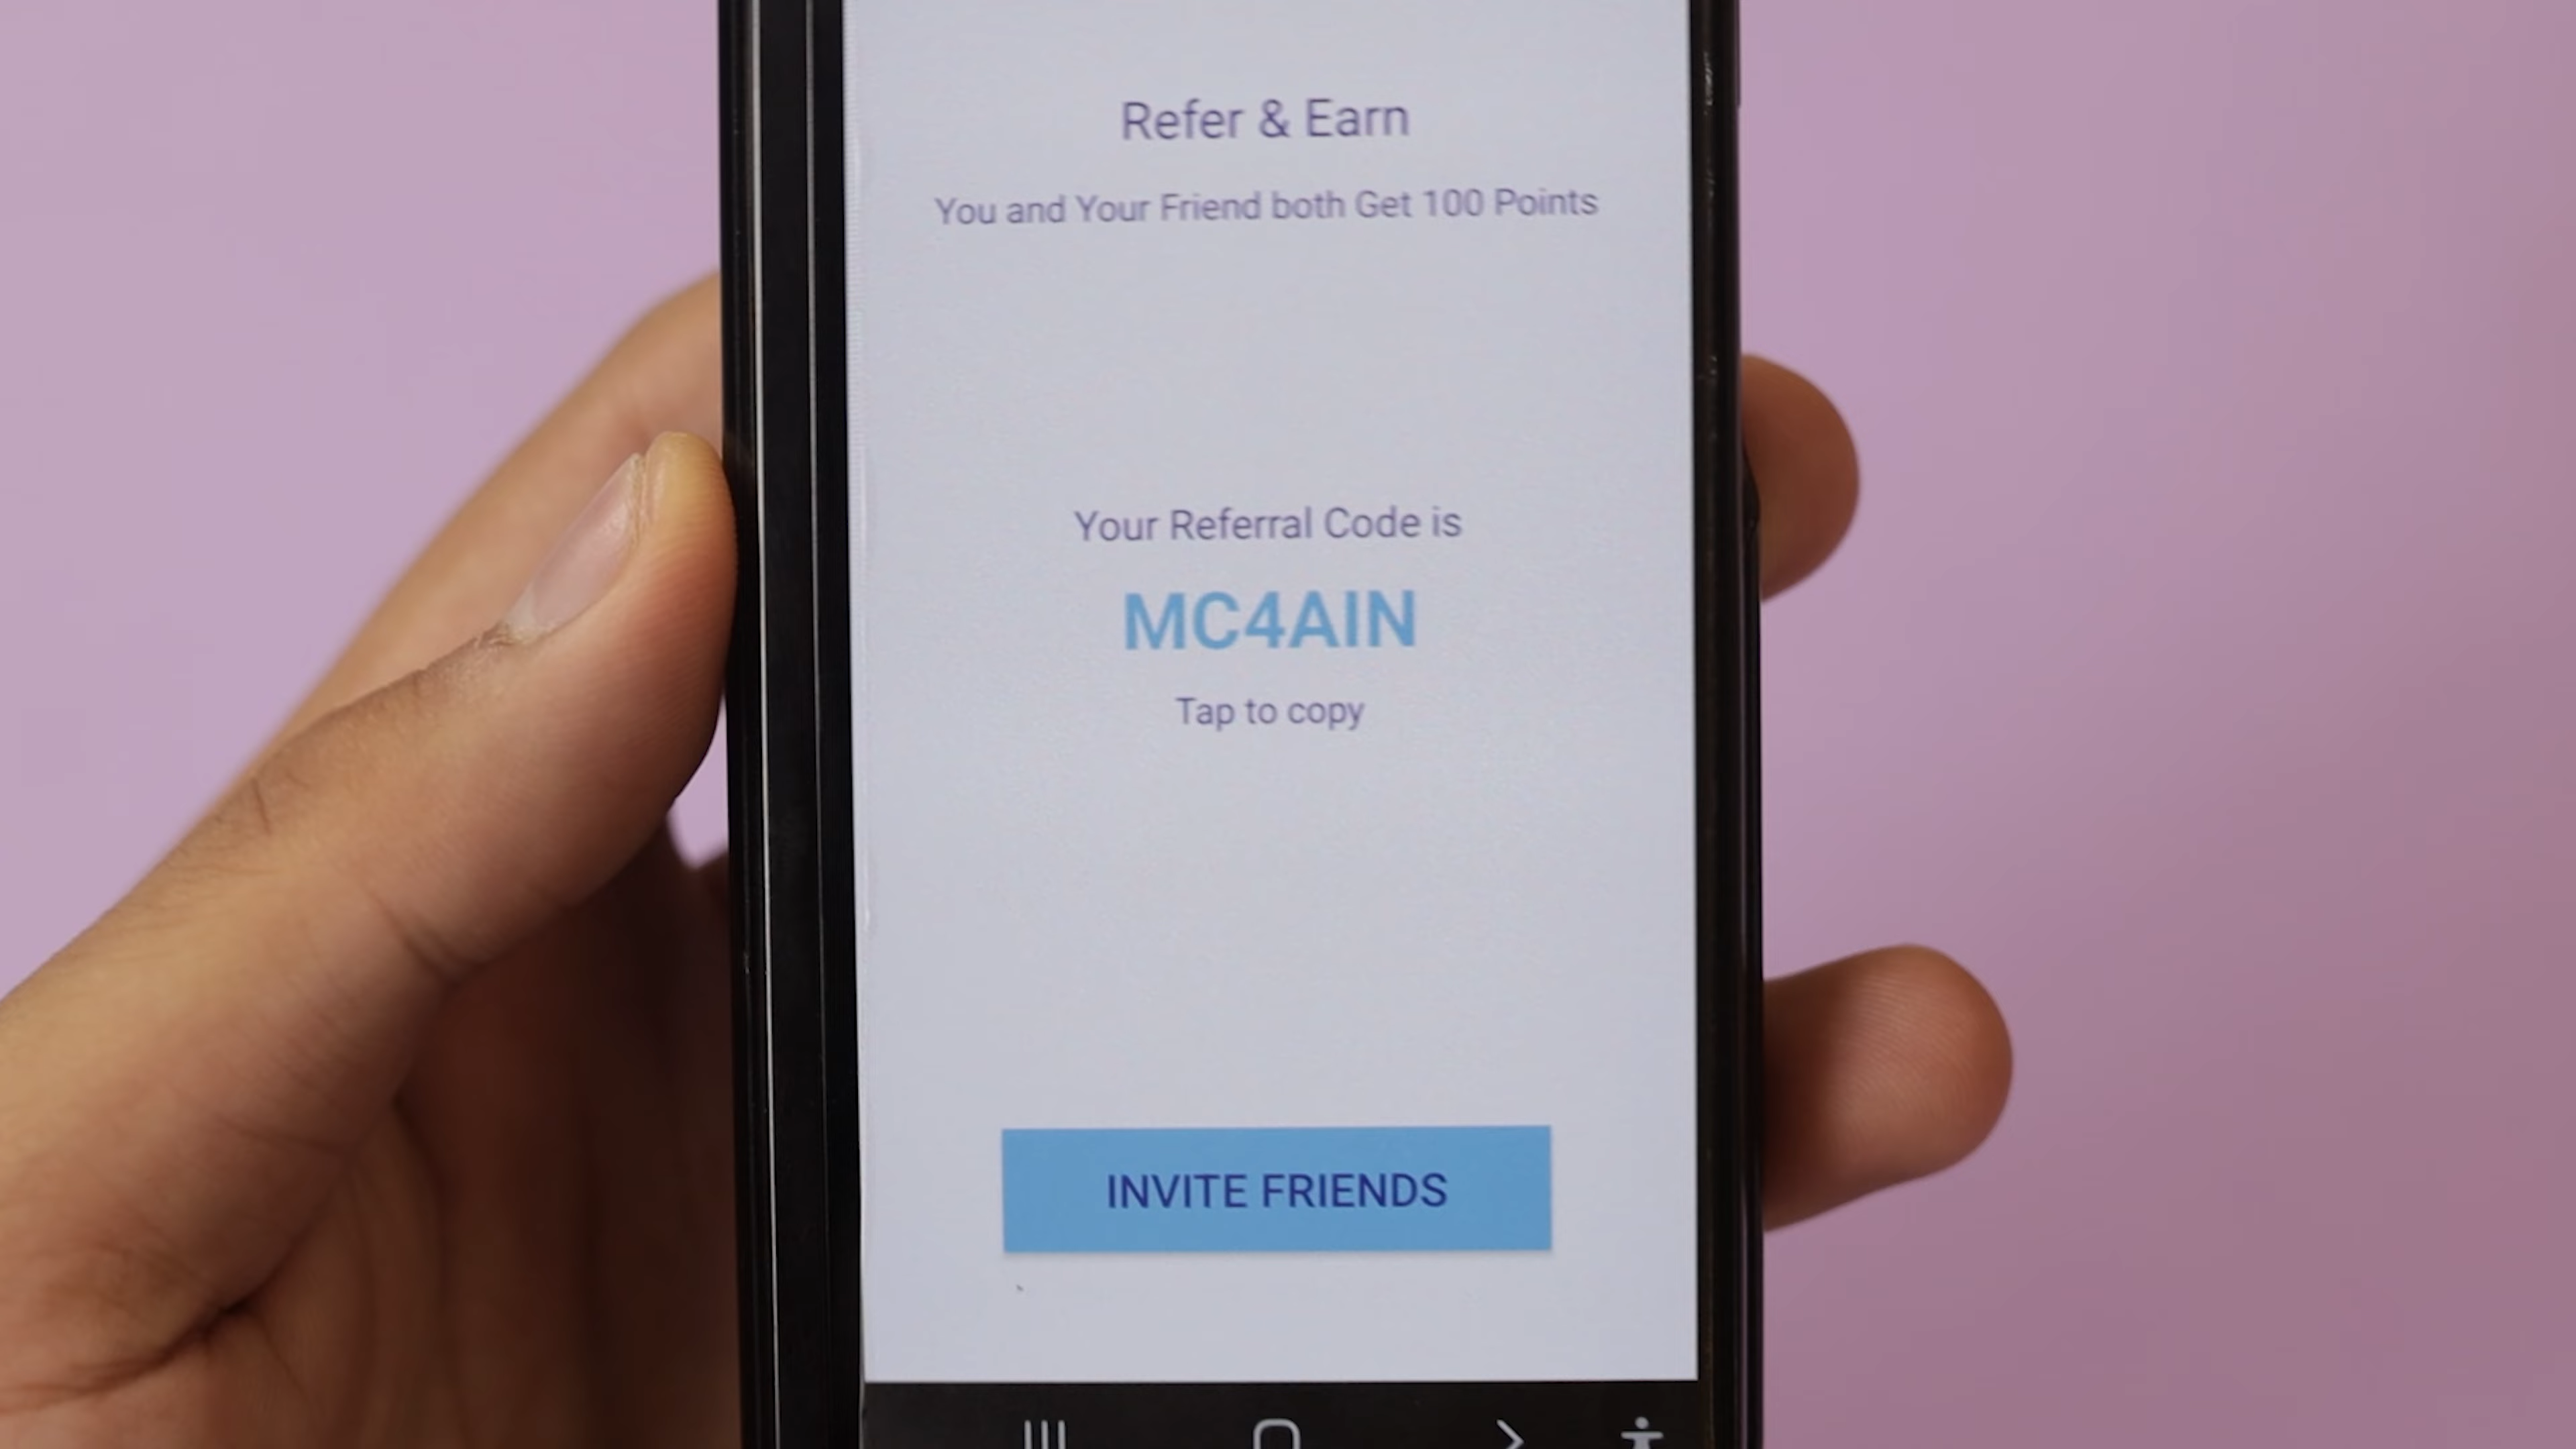 Refer & Earn
You and Your Friend both Get 100 Points
Your Referral Code is
MC4AIN
Tap to copy
INVITE FRIENDS